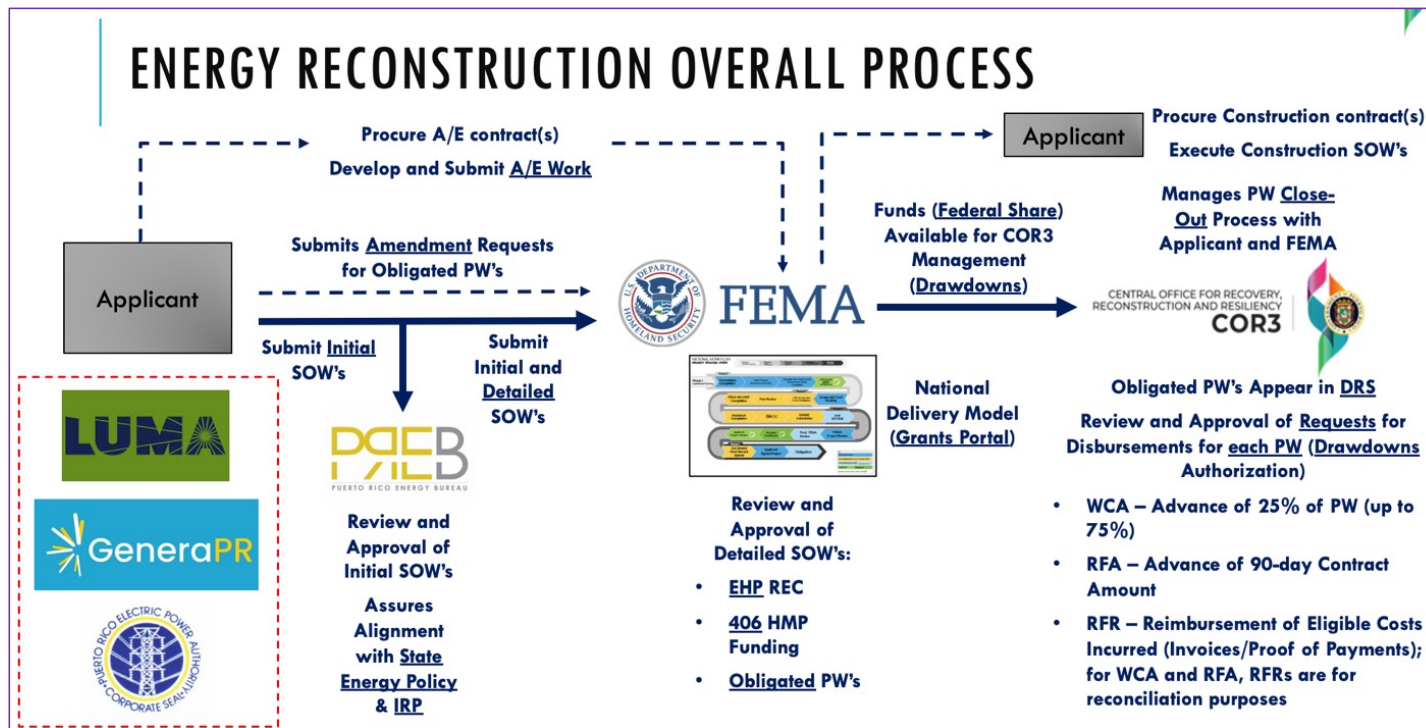 ENERGY RECONSTRUCTION OVERALL PROCESS
Procure A/E contract(s)
Develop and Submit A/E Work
Applicant
Submits Amendment Requests
for Obligated PW's
Submit Initial
SOW's
Submit
Initial and
Detailed
SOW's
LUMA
GeneraPR
PUERTO RICO ELECTRIC POWER AUTHORITY
CORPORATE SEAL
PREB
PUERTO RICO ENERGY BUREAU
Review and
Approval of
Initial SOW's
Assures
Alignment
with State
Energy Policy
& IRP
U.S. DEPARTMENT OF
HOMELAND SECURITY
FEMA
National
Delivery Model
(Grants Portal)
Review and
Approval of
Detailed SOW's:
• EHP REC
• 406 HMP
Funding
• Obligated PW's
Funds (Federal Share)
Available for COR3
Management
(Drawdowns)
Applicant
Procure Construction contract(s)
Execute Construction SOW's
Manages PW Close-
Out Process with
Applicant and FEMA
CENTRAL OFFICE FOR RECOVERY,
RECONSTRUCTION AND RESILIENCY
COR3
Obligated PW's Appear in DRS
Review and Approval of Requests for
Disbursements for each PW (Drawdowns
Authorization)
• WCA – Advance of 25% of PW (up to
75%)
• RFA – Advance of 90-day Contract
Amount
• RFR – Reimbursement of Eligible Costs
Incurred (Invoices/Proof of Payments);
for WCA and RFA, RFRs are for
reconciliation purposes